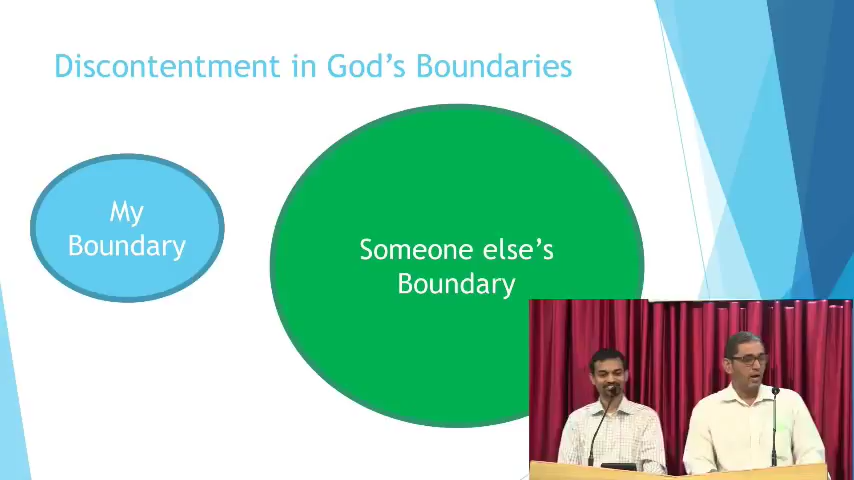 Discontentment in God's Boundaries
My
Boundary
Someone else's
Boundary